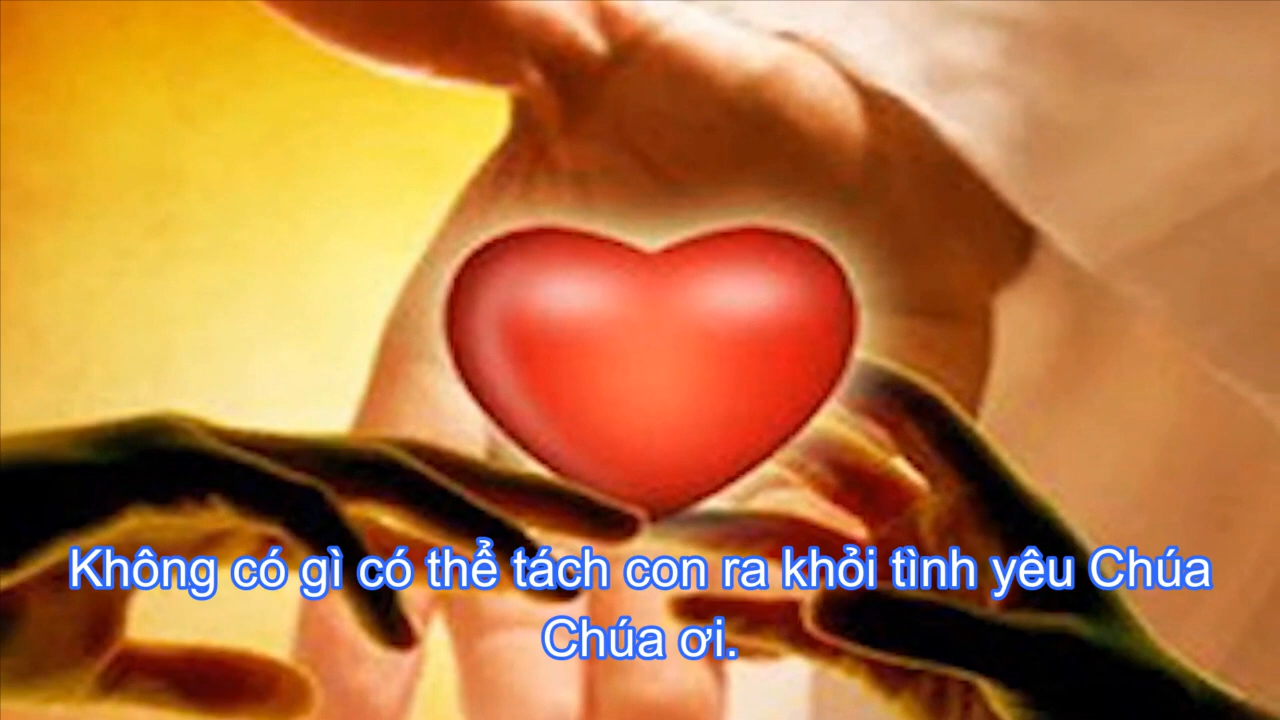 Không có gì có thể tách con ra khỏi tình yêu Chúa
Chúa ơi.